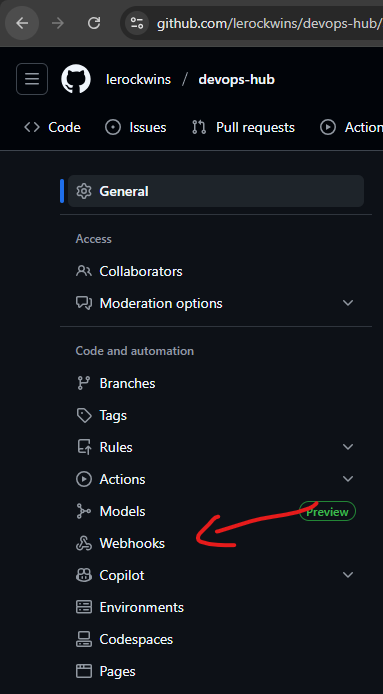 github.com/lerockwins/devops-hub/
lerockwins / devops-hub
Code Issues Pull requests Action
General
Access
Collaborators
Moderation options
Code and automation
Branches
Tags
Rules
Actions
Models Preview
Webhooks
Copilot
Environments
Codespaces
Pages